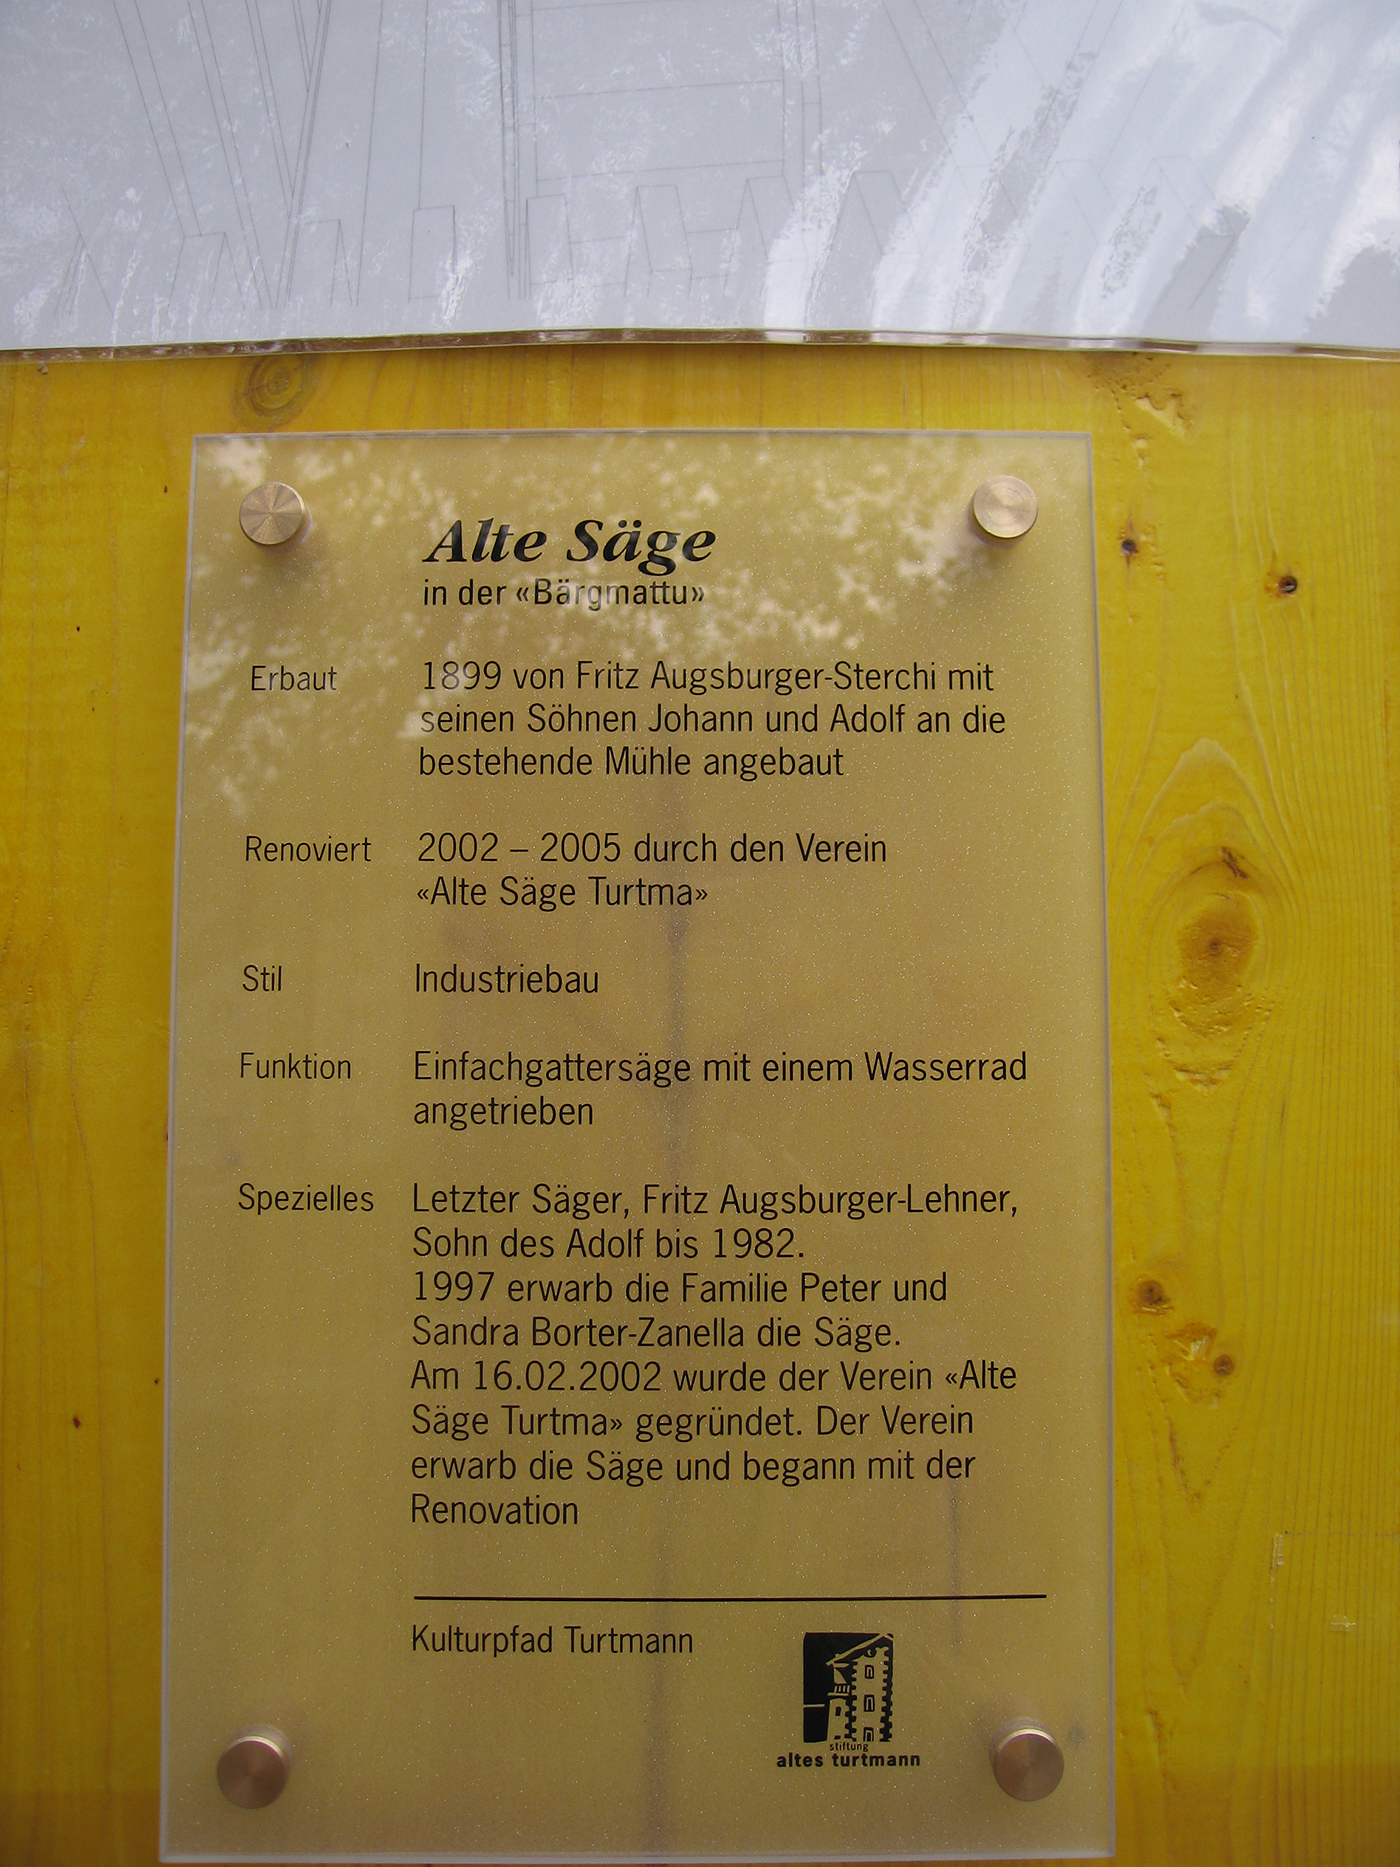 Alte Säge
in der «Bärgmattu»
Erbaut 1899 von Fritz Augsburger-Sterchi mit
seinen Söhnen Johann und Adolf an die
bestehende Mühle angebaut
Renoviert 2002 – 2005 durch den Verein
«Alte Säge Turtma»
Stil Industriebau
Funktion Einfachgattersäge mit einem Wasserrad
angetrieben
Spezielles Letzter Säger, Fritz Augsburger-Lehner,
Sohn des Adolf bis 1982.
1997 erwarb die Familie Peter und
Sandra Borter-Zanella die Säge.
Am 16.02.2002 wurde der Verein «Alte
Säge Turtma» gegründet. Der Verein
erwarb die Säge und begann mit der
Renovation
Kulturpfad Turtmann
stiftung
altes turtmann